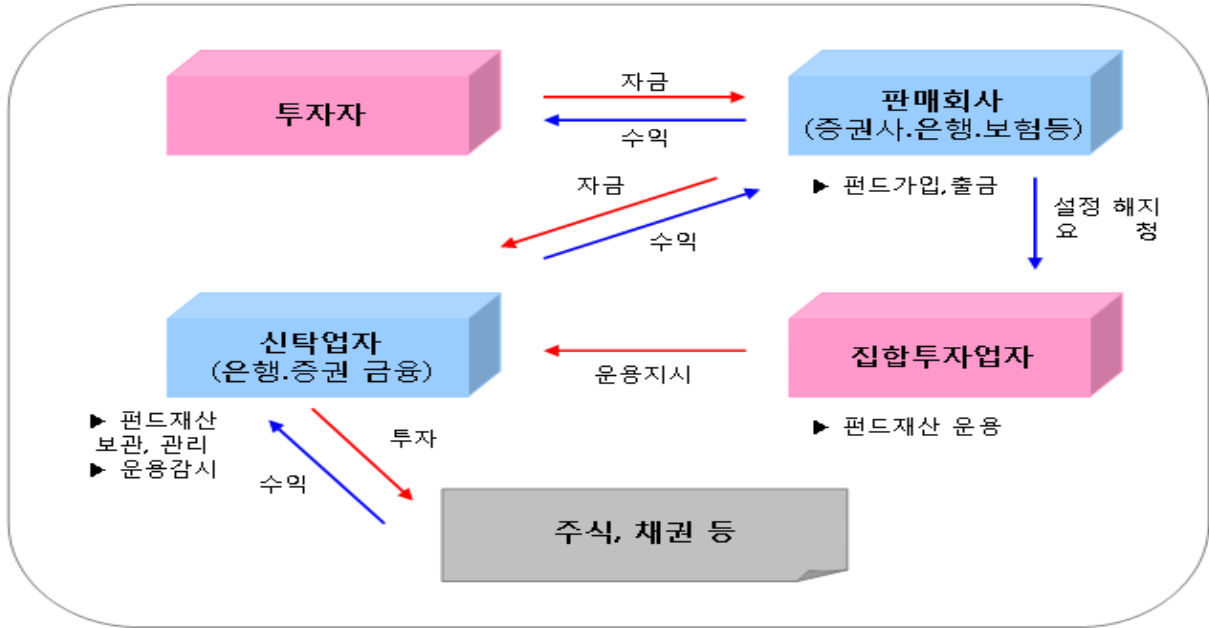 투자자
자금
수익
판매회사
(증권사.은행.보험등)
▶ 펀드가입,출금
자금
수익
설정 해지
요 청
신탁업자
(은행.증권 금융)
운용지시
집합투자업자
▶ 펀드재산
보관, 관리
▶ 운용감시
▶ 펀드재산 운용
투자
수익
주식, 채권 등